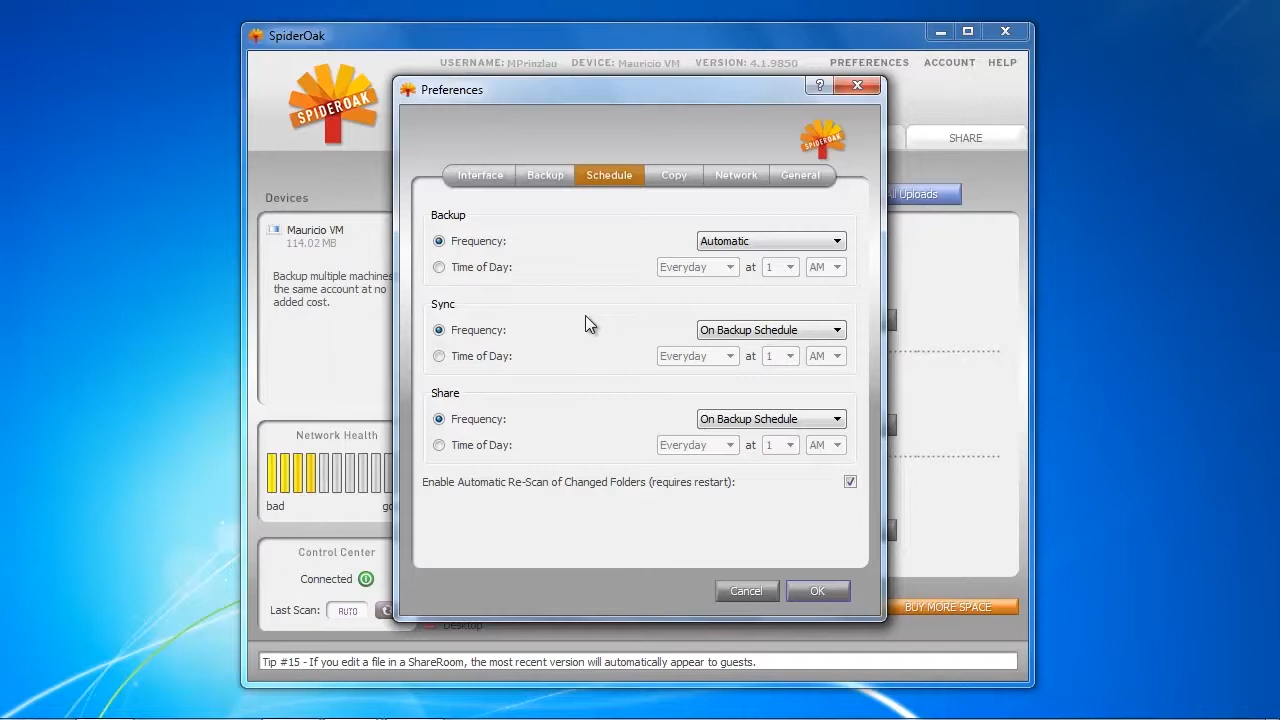 SpiderOak
USERNAME: MPrinzlau DEVICE: Mauricio VM VERSION: 4.1.9850 PREFERENCES ACCOUNT HELP
SPIDEROAK
Preferences
?
SPIDEROAK
SHARE
Interface Backup Schedule Copy Network General
All Uploads
Devices
Mauricio VM
114.02 MB
Backup multiple machines
the same account at no
added cost.
Backup
Frequency: Automatic
Time of Day: Everyday at 1 AM
Sync
Frequency: On Backup Schedule
Time of Day: Everyday at 1 AM
Share
Frequency: On Backup Schedule
Time of Day: Everyday at 1 AM
Enable Automatic Re-Scan of Changed Folders (requires restart):
Network Health
bad
Control Center
Connected
Last Scan: AUTO
Cancel OK
BUY MORE SPACE
Desktop
Tip #15 - If you edit a file in a ShareRoom, the most recent version will automatically appear to guests.